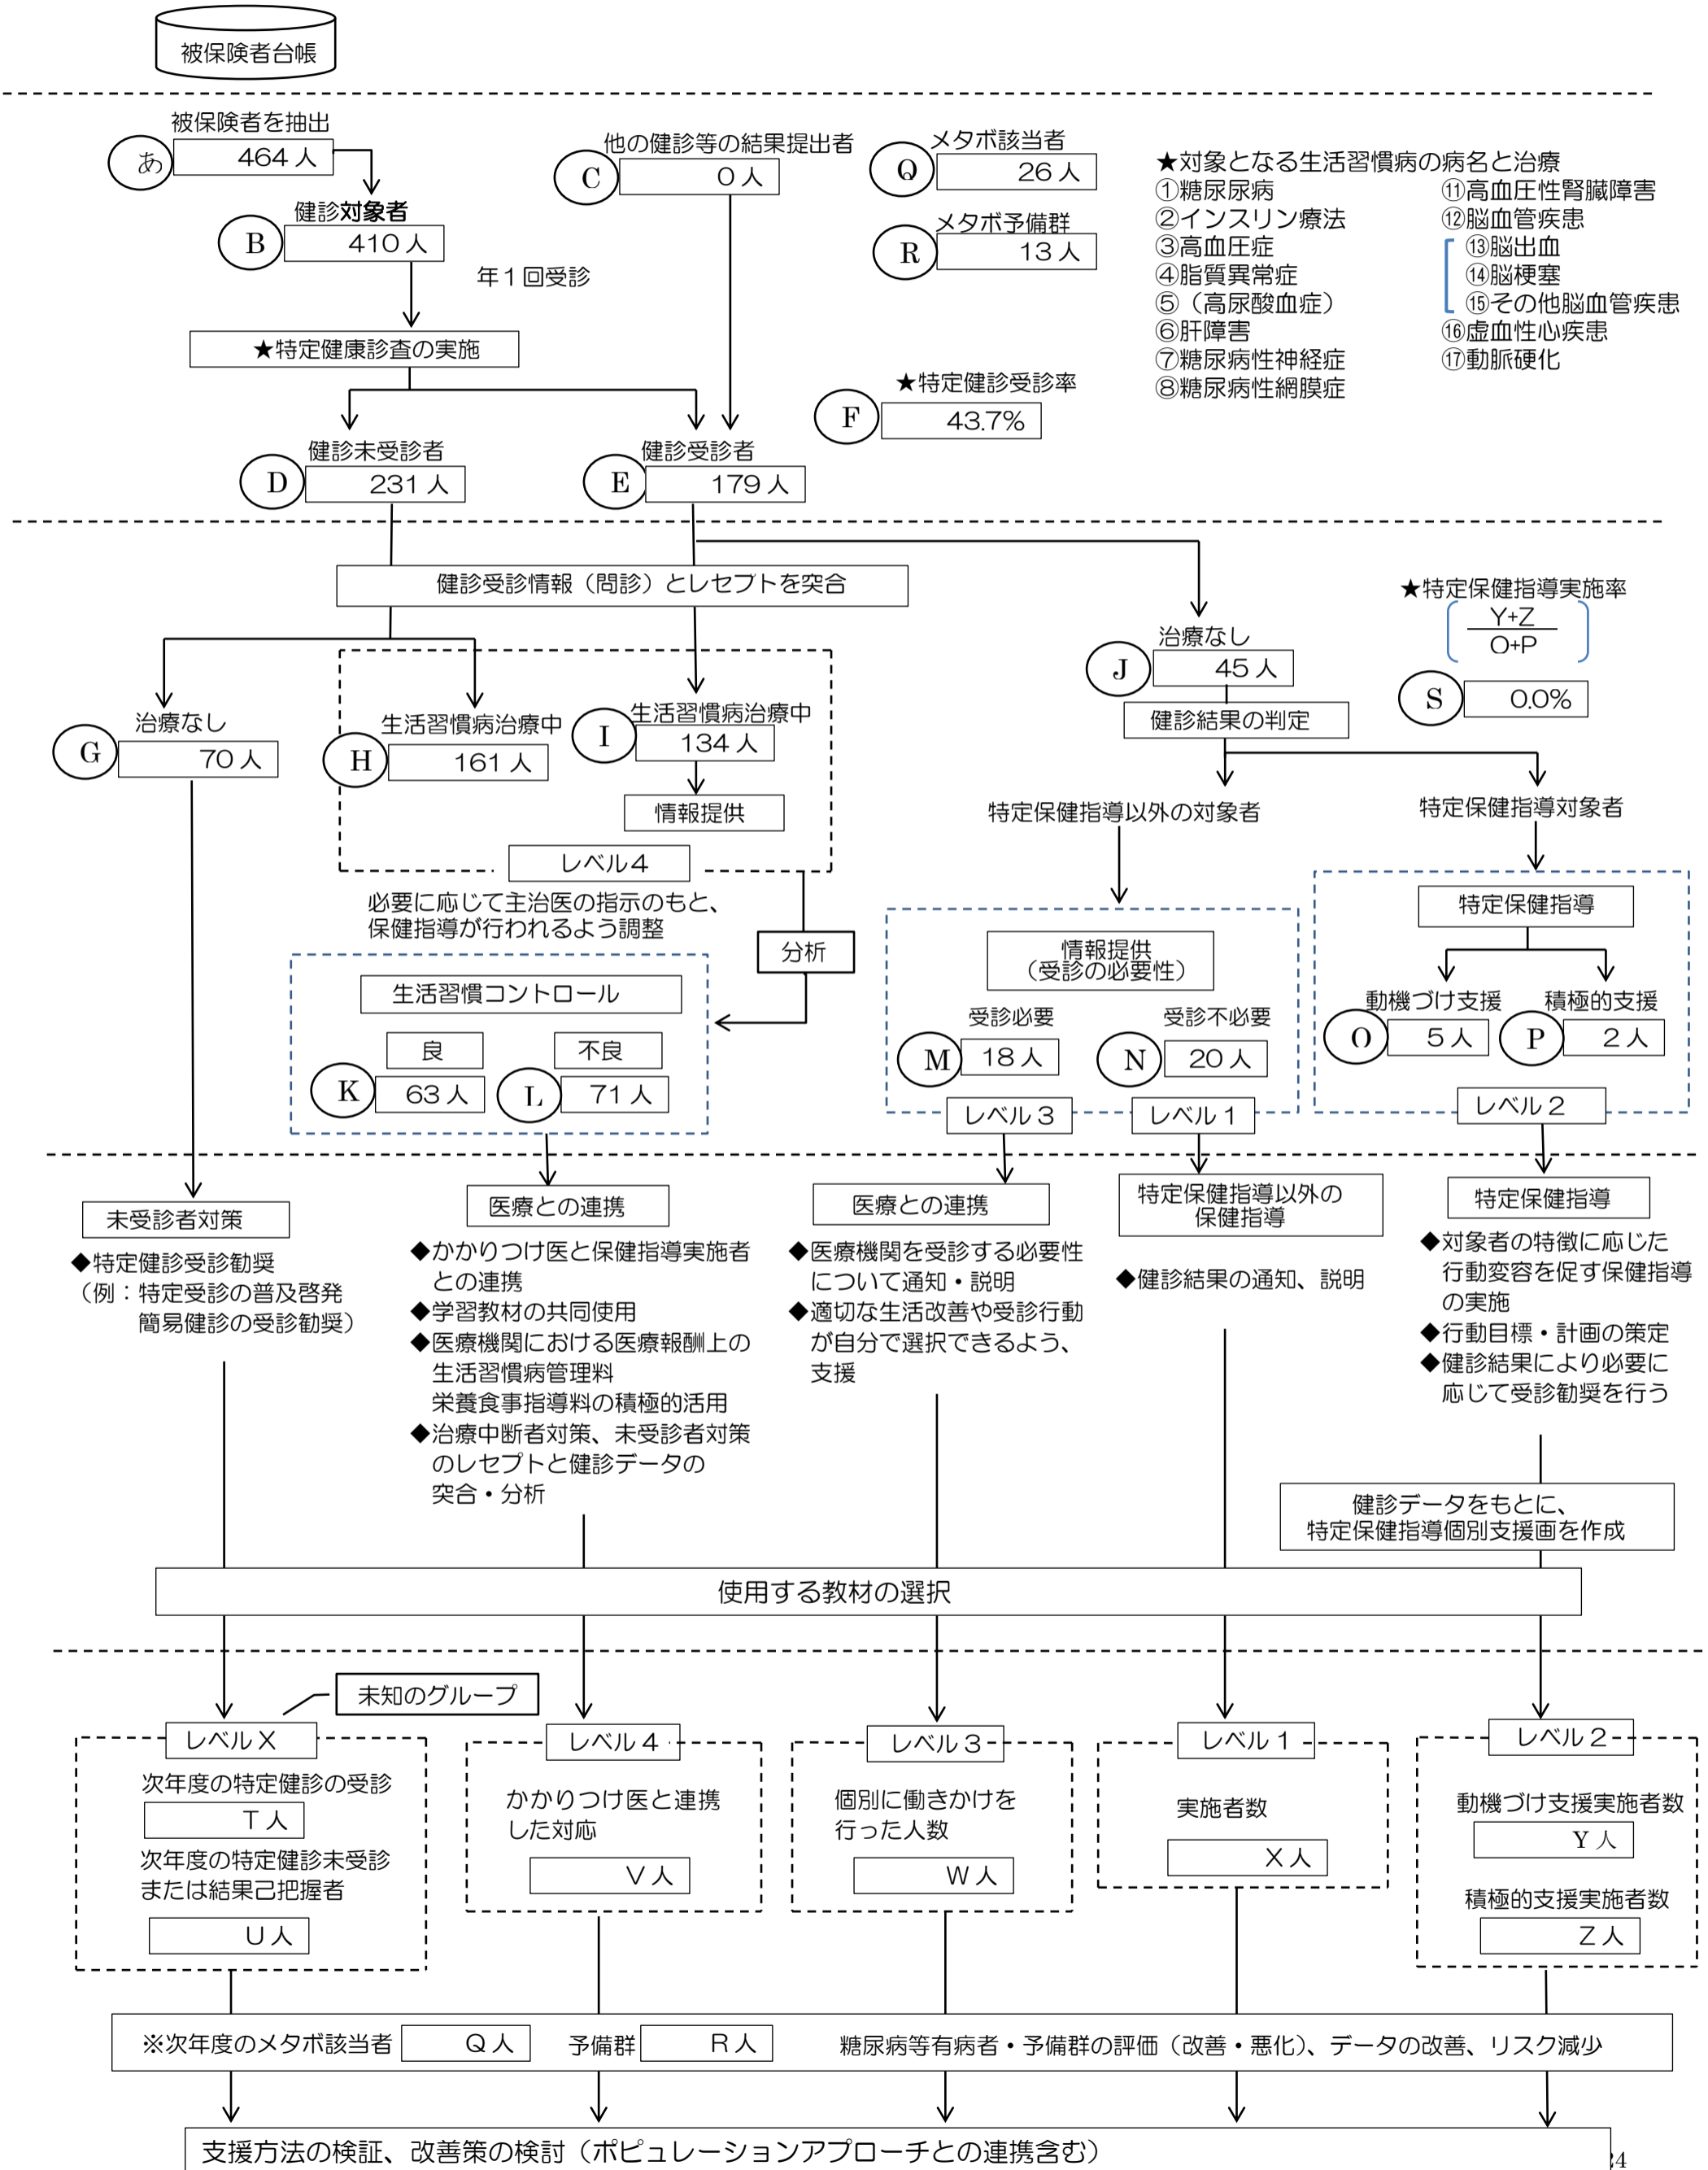 被保険者台帳
被保険者を抽出
あ
464 人
健診対象者
B
410 人
年１回受診
他の健診等の結果提出者
C
0 人
メタボ該当者
Q
26 人
メタボ予備群
R
13 人
★対象となる生活習慣病の病名と治療
①糖尿尿病
②インスリン療法
③高血圧症
④脂質異常症
⑤（高尿酸血症）
⑥肝障害
⑦糖尿病性神経症
⑧糖尿病性網膜症
⑪高血圧性腎臓障害
⑫脳血管疾患
⑬脳出血
⑭脳梗塞
⑮その他脳血管疾患
⑯虚血性心疾患
⑰動脈硬化
★特定健康診査の実施
★特定健診受診率
F
43.7%
健診未受診者
D
231 人
健診受診者
E
179 人
健診受診情報（問診）とレセプトを突合
★特定保健指導実施率
Y+Z
O+P
S
0.0%
治療なし
J
45 人
健診結果の判定
治療なし
G
70 人
生活習慣病治療中
H
161 人
生活習慣病治療中
I
134 人
情報提供
レベル４
特定保健指導以外の対象者
特定保健指導対象者
必要に応じて主治医の指示のもと、
保健指導が行われるよう調整
分析
生活習慣コントロール
良
不良
K
63 人
L
71 人
情報提供
（受診の必要性）
受診必要
M
18 人
受診不必要
N
20 人
レベル３
レベル１
特定保健指導
動機づけ支援
O
5 人
積極的支援
P
2 人
レベル２
未受診者対策
◆特定健診受診勧奨
（例：特定受診の普及啓発
簡易健診の受診勧奨）
医療との連携
◆かかりつけ医と保健指導実施者
との連携
◆学習教材の共同使用
◆医療機関における医療報酬上の
生活習慣病管理料
栄養食事指導料の積極的活用
◆治療中断者対策、未受診者対策
のレセプトと健診データの
突合・分析
医療との連携
◆医療機関を受診する必要性
について通知・説明
◆適切な生活改善や受診行動
が自分で選択できるよう、
支援
特定保健指導以外の
保健指導
◆健診結果の通知、説明
特定保健指導
◆対象者の特徴に応じた
行動変容を促す保健指導
の実施
◆行動目標・計画の策定
◆健診結果により必要に
応じて受診勧奨を行う
健診データをもとに、
特定保健指導個別支援画を作成
使用する教材の選択
未知のグループ
レベルＸ
次年度の特定健診の受診
T 人
次年度の特定健診未受診
または結果己把握者
U 人
レベル４
かかりつけ医と連携
した対応
V 人
レベル３
個別に働きかけを
行った人数
W 人
レベル１
実施者数
X 人
レベル２
動機づけ支援実施者数
Y 人
積極的支援実施者数
Z 人
※次年度のメタボ該当者 Q 人 予備群 R 人 糖尿病等有病者・予備群の評価（改善・悪化）、データの改善、リスク減少
支援方法の検証、改善策の検討（ポピュレーションアプローチとの連携含む）